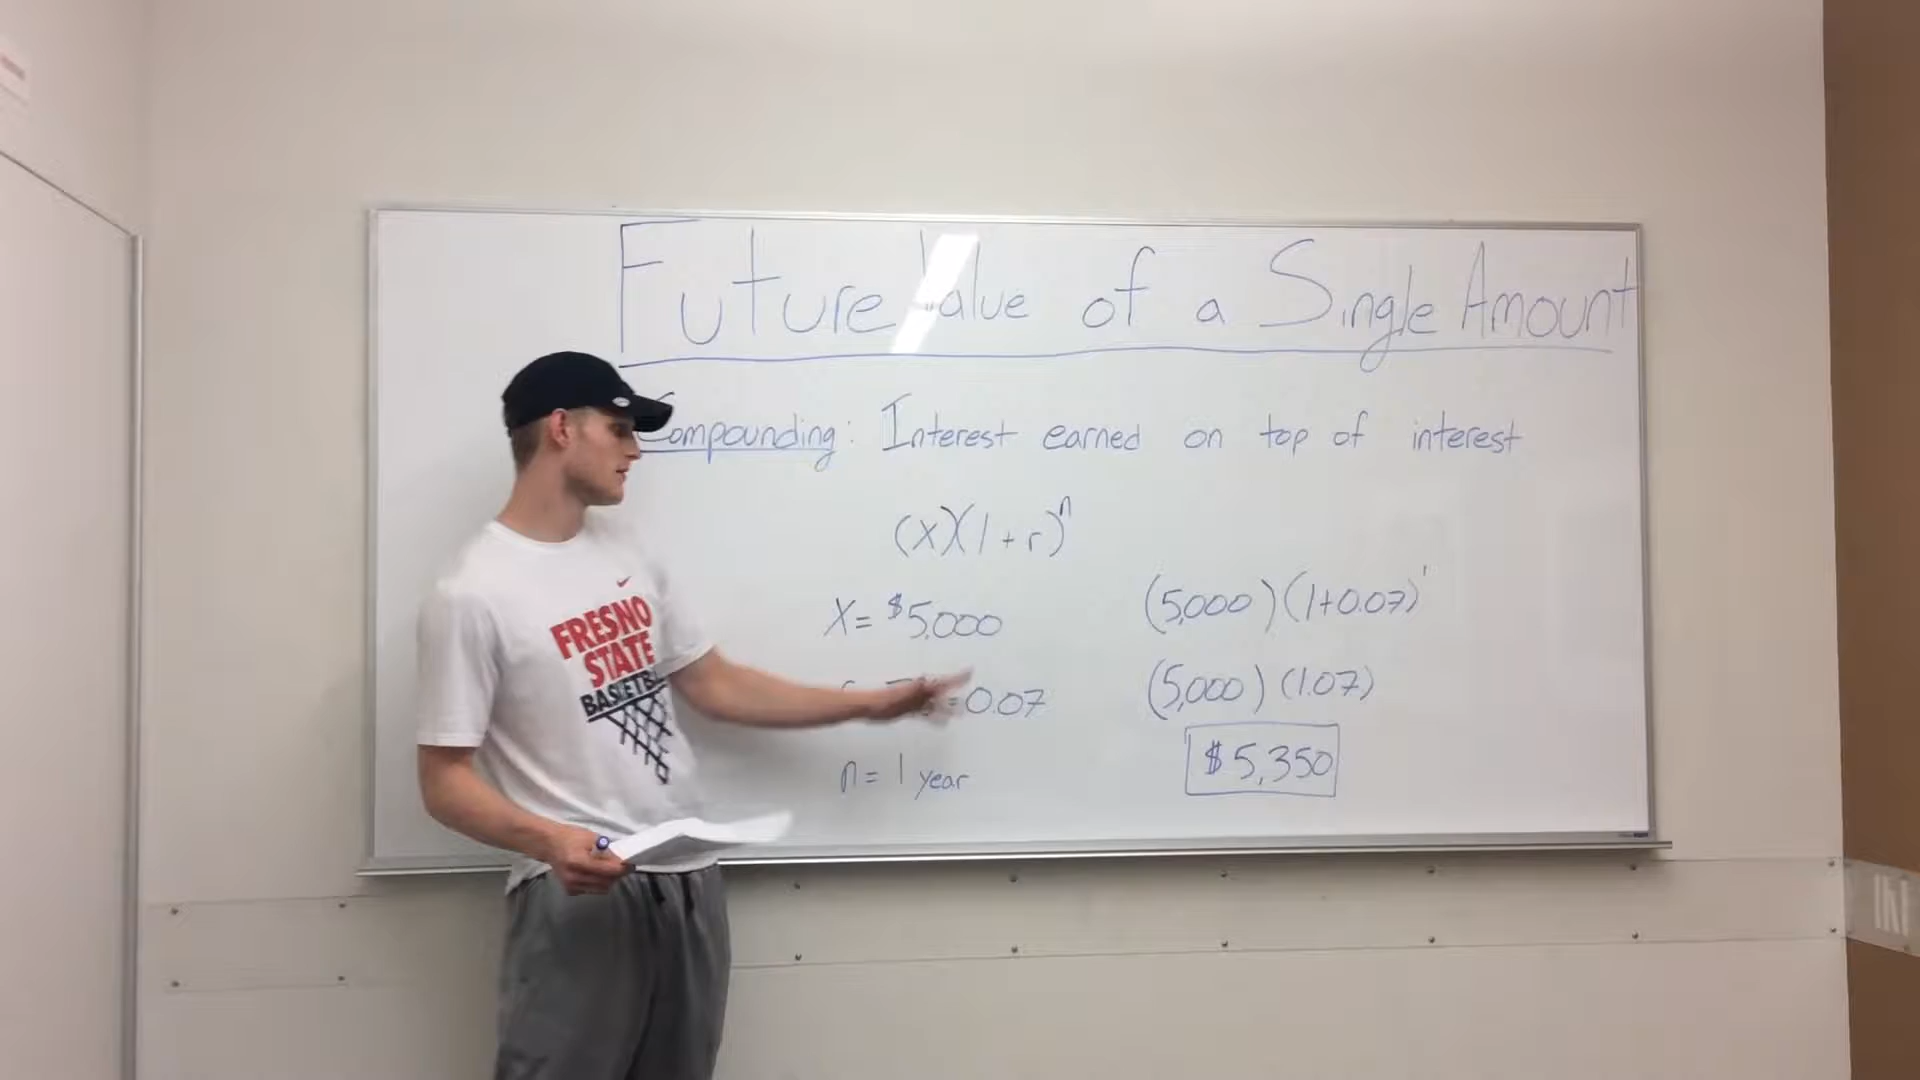 Future Value of a Single Amount
Compounding: Interest earned on top of interest
(x)(1+r)^n
X= $5,000
(5,000)(1+0.07)^1
=0.07
(5,000)(1.07)
n= 1 year
$5,350
FRESNO
STATE